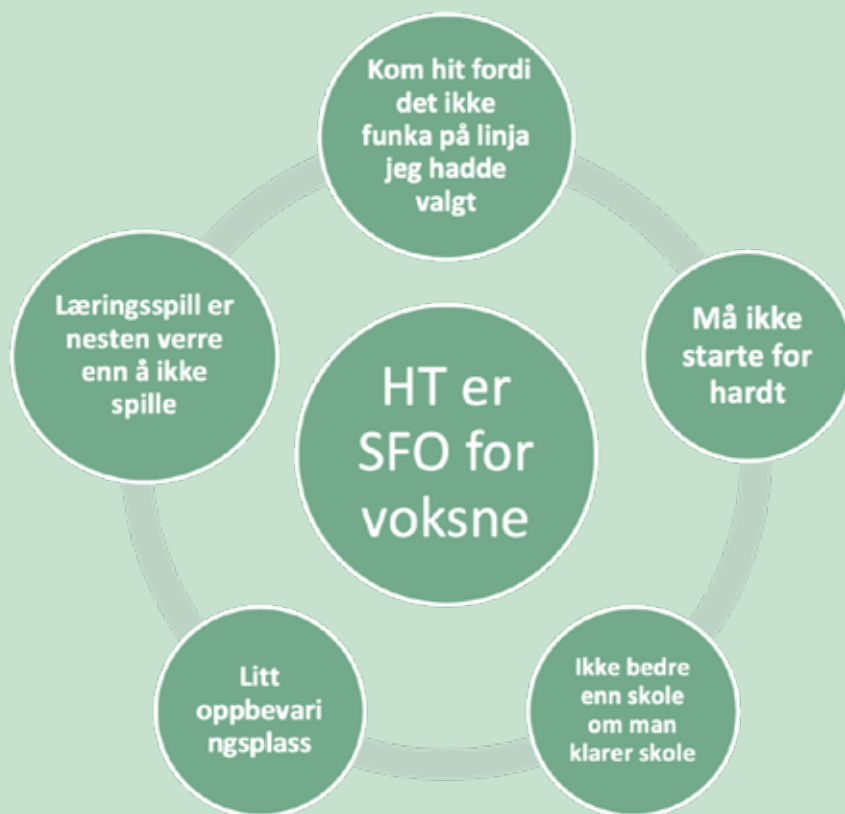 Kom hit fordi
det ikke
funka på linja
jeg hadde
valgt
Må ikke
starte for
hardt
Ikke bedre
enn skole
om man
klarer skole
Litt
oppbevari
ngsplass
Læringsspill er
nesten verre
enn å ikke
spille
HT er
SFO for
voksne